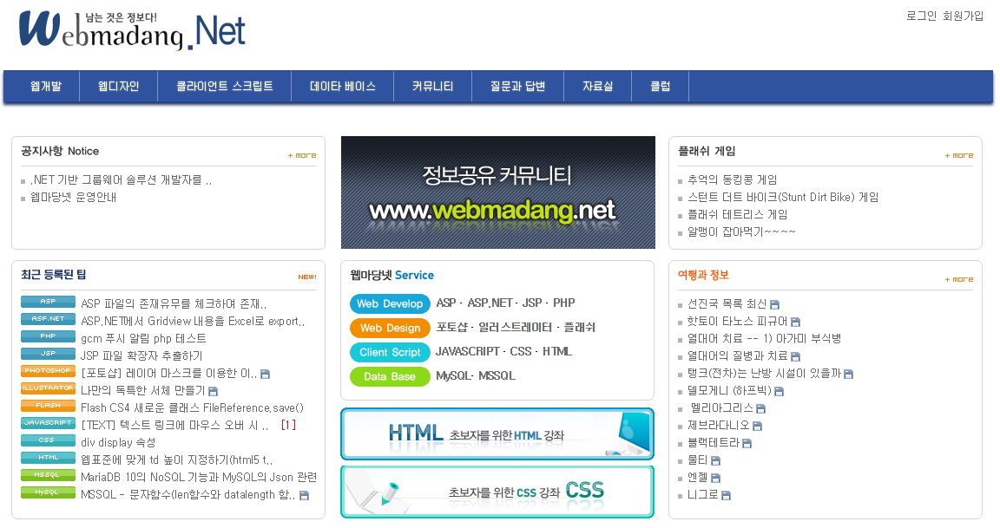 남는 것은 정보다!
Webmadang.Net
로그인 회원가입
웹개발 웹디자인 클라이언트 스크립트 데이타 베이스 커뮤니티 질문과 답변 자료실 클럽
공지사항 Notice
+ more
.NET 기반 그룹웨어 솔루션 개발자를 ..
웹마당넷 운영안내
정보공유 커뮤니티
www.webmadang.net
플래쉬 게임
+ more
추억의 동킹콩 게임
스턴트 더트 바이크(Stunt Dirt Bike) 게임
플래쉬 테트리스 게임
알맹이 잡아먹기~~~~
최근 등록된 팁
NEW!
ASP ASP 파일의 존재유무를 체크하여 존재..
ASP.NET ASP.NET에서 Gridview 내용을 Excel로 export..
PHP gcm 푸시 알림 php 테스트
JSP JSP 파일 확장자 추출하기
PHOTOSHOP [포토샵] 레이어 마스크를 이용한 이..
ILLUSTRATOR 나만의 독특한 서체 만들기
FLASH Flash CS4 새로운 클래스 FileReference.save()
JAVASCRIPT [TEXT] 텍스트 링크에 마우스 오버 시 .. [1]
CSS div display 속성
HTML 웹표준에 맞게 td 높이 지정하기(html5 t..
MSSQL MariaDB 10의 NoSQL 기능과 MySQL의 Json 관련
MySQL MSSQL - 문자함수(len함수와 datalength 함..
웹마당넷 Service
Web Develop ASP · ASP.NET · JSP · PHP
Web Design 포토샵 · 일러스트레이터 · 플래쉬
Client Script JAVASCRIPT · CSS · HTML
Data Base MySQL · MSSQL
HTML 초보자를 위한 HTML 강좌
초보자를 위한 CSS 강좌 CSS
여행과 정보
+ more
선진국 목록 최신
핫토이 타노스 피규어
열대어 치료 -- 1) 아가미 부식병
열대어의 질병과 치료
탱크(전차)는 난방 시설이 있을까
델모게니 (하프빅)
멜리아그리스
제브라다니오
블랙테트라
물티
엔젤
니그로